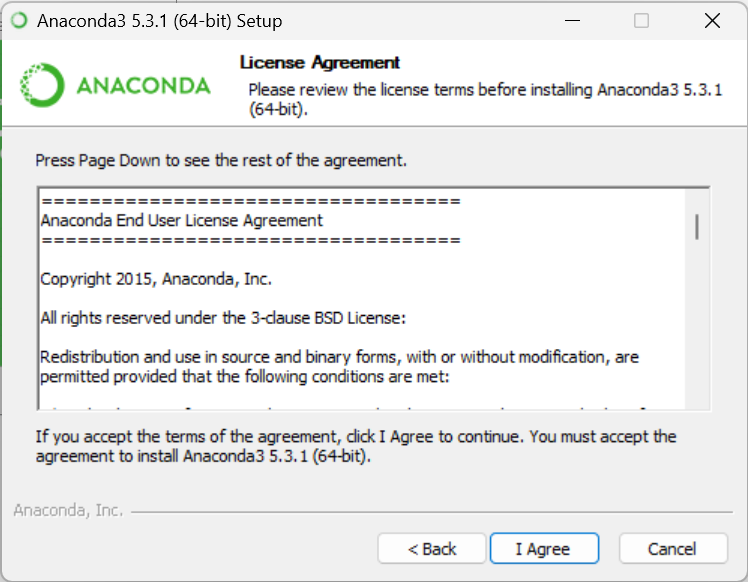 Anaconda3 5.3.1 (64-bit) Setup
ANACONDA
License Agreement
Please review the license terms before installing Anaconda3 5.3.1
(64-bit).
Press Page Down to see the rest of the agreement.
===================================
Anaconda End User License Agreement
===================================
Copyright 2015, Anaconda, Inc.
All rights reserved under the 3-clause BSD License:
Redistribution and use in source and binary forms, with or without modification, are
permitted provided that the following conditions are met:
If you accept the terms of the agreement, click I Agree to continue. You must accept the
agreement to install Anaconda3 5.3.1 (64-bit).
Anaconda, Inc.
< Back
I Agree
Cancel